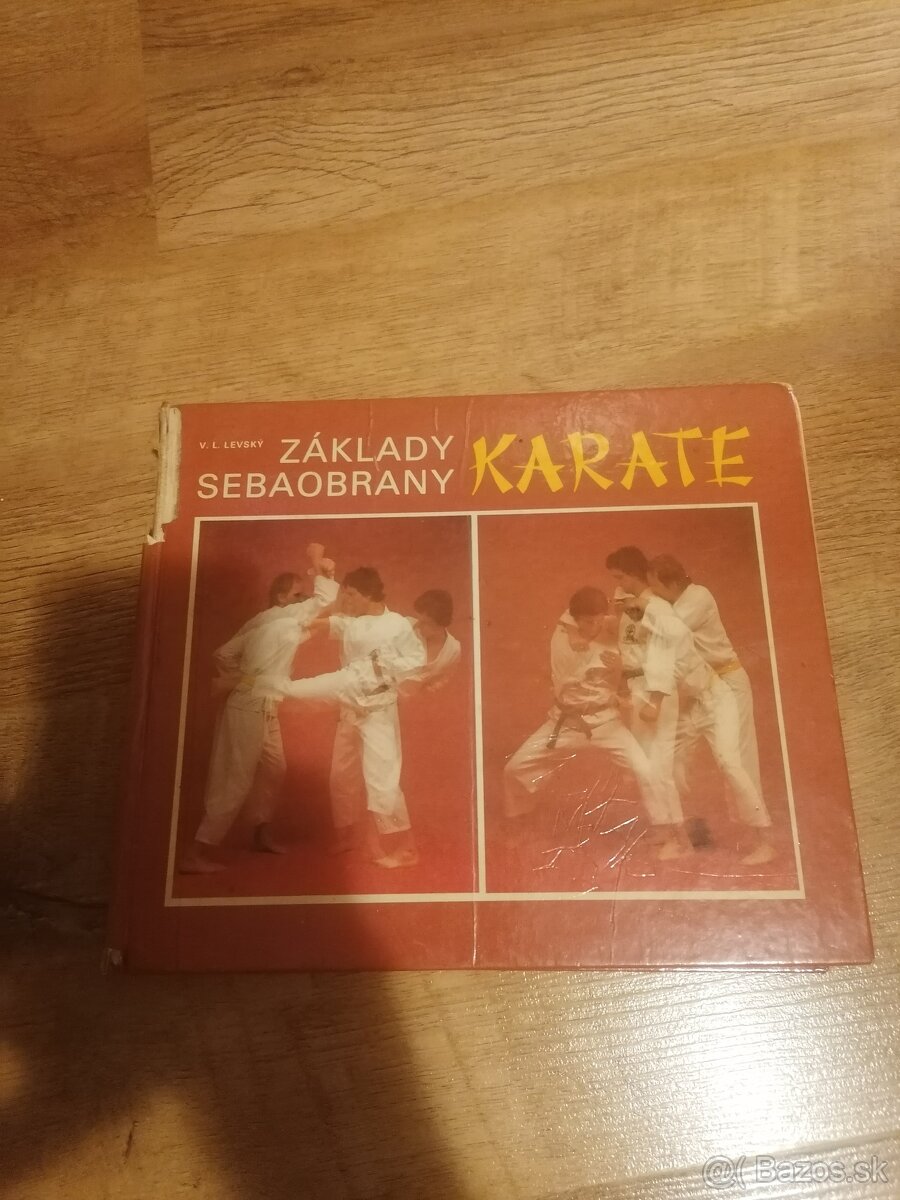 V. L. LEVSKÝ
ZÁKLADY
SEBAOBRANY
KARATE
@( Bazos.sk